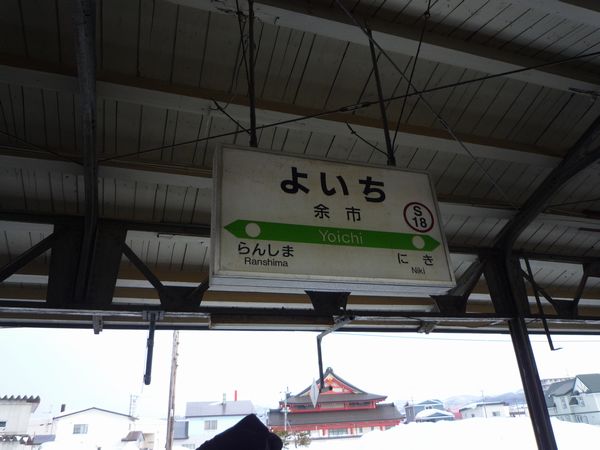 よいち
余市
S
18
Yoichi
らんしま
Ranshima
にき
Niki